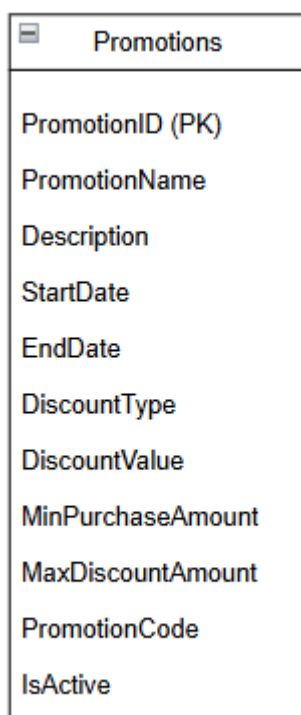 Promotions
PromotionID (PK)
PromotionName
Description
StartDate
EndDate
DiscountType
DiscountValue
MinPurchaseAmount
MaxDiscountAmount
PromotionCode
IsActive